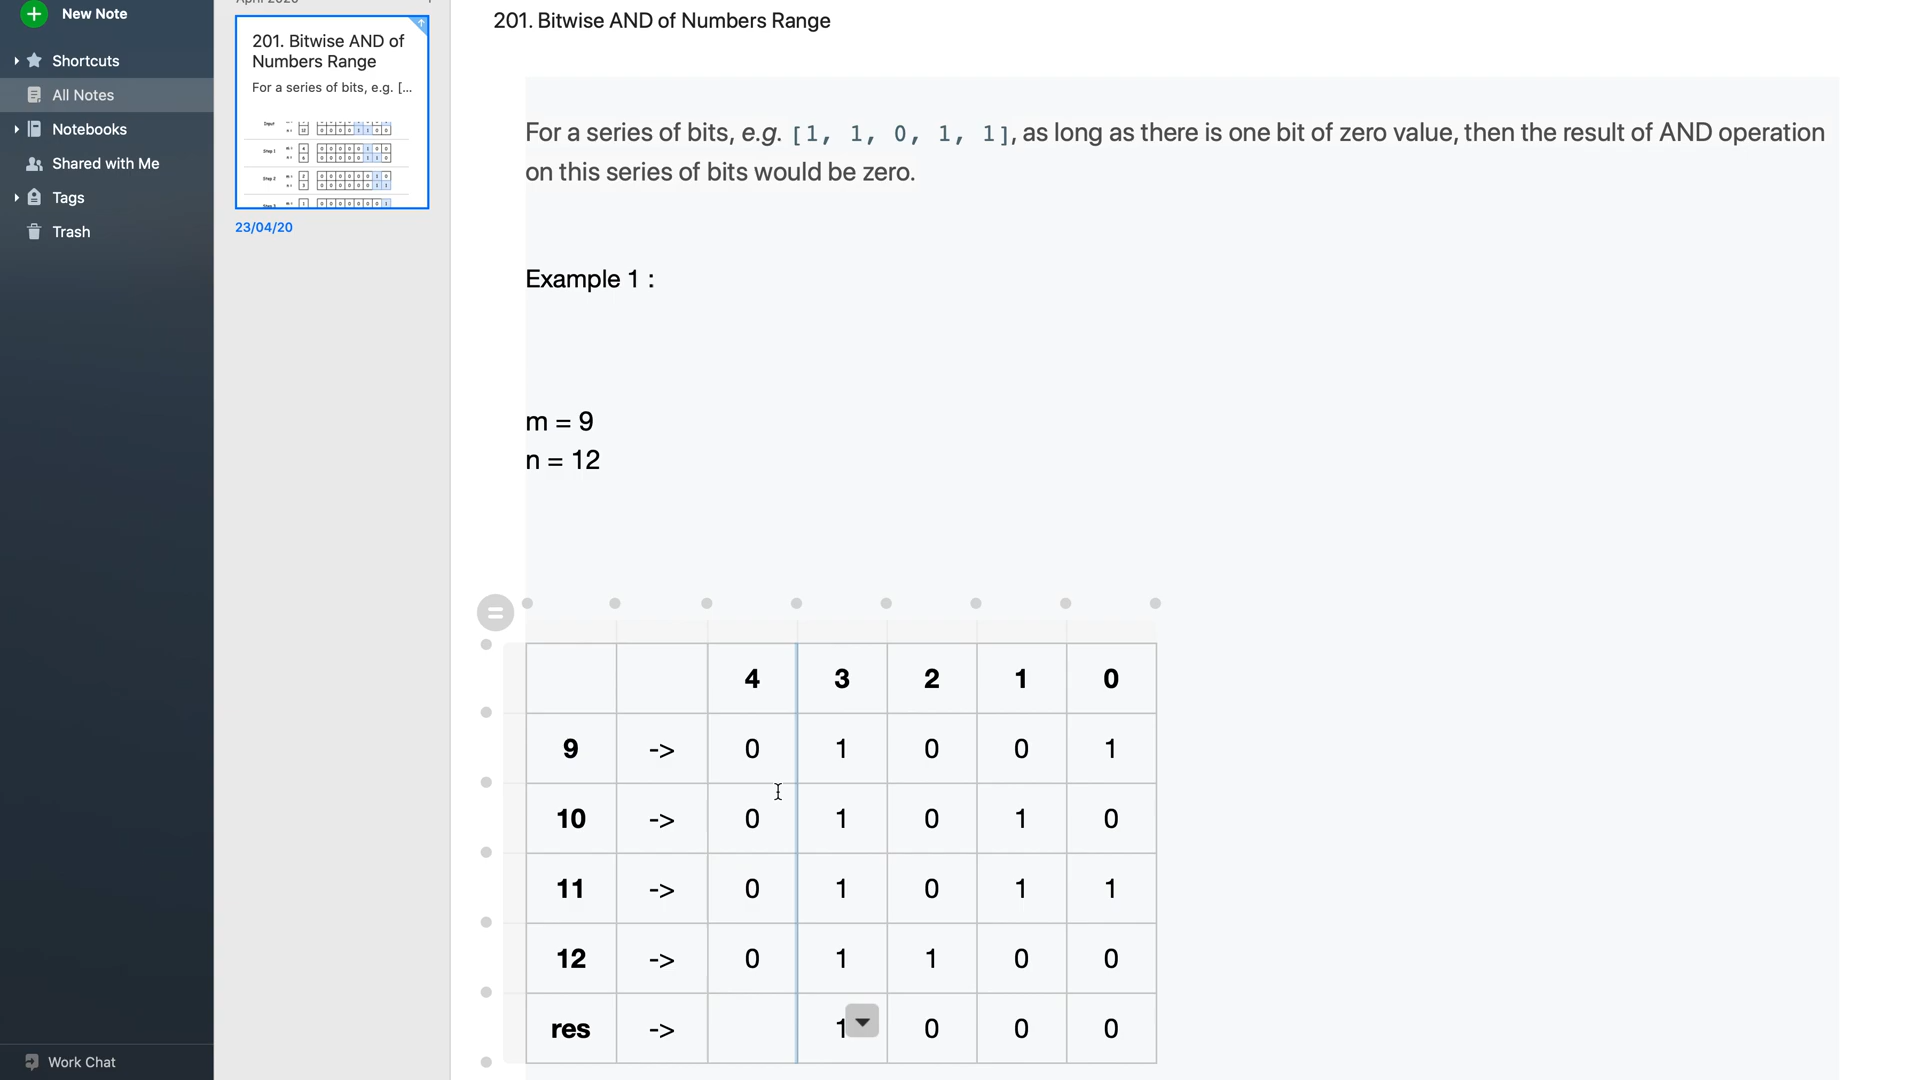 New Note
Shortcuts
All Notes
Notebooks
Shared with Me
Tags
Trash
Work Chat
201. Bitwise AND of
Numbers Range
For a series of bits, e.g. [...
23/04/20
201. Bitwise AND of Numbers Range
For a series of bits, e.g. [1, 1, 0, 1, 1], as long as there is one bit of zero value, then the result of AND operation
on this series of bits would be zero.
Example 1 :
m = 9
n = 12
4 3 2 1 0
9 -> 0 1 0 0 1
10 -> 0 1 0 1 0
11 -> 0 1 0 1 1
12 -> 0 1 1 0 0
res -> 1 0 0 0